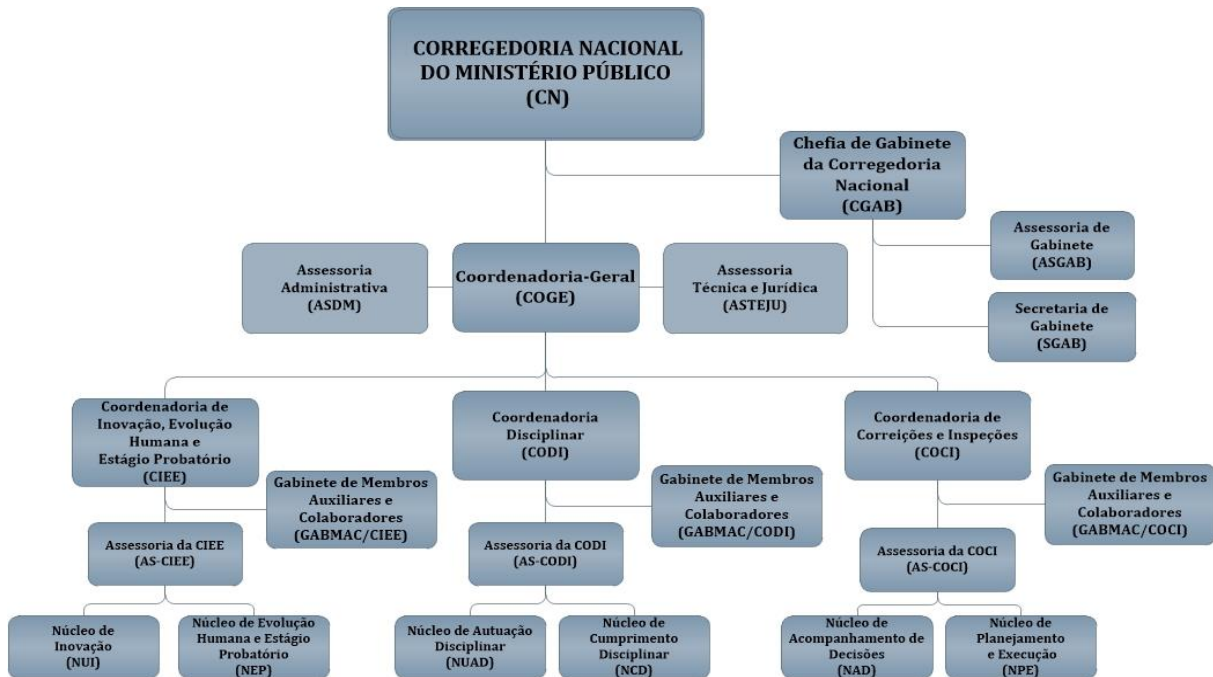 CORREGEDORIA NACIONAL
DO MINISTÉRIO PÚBLICO
(CN)
Chefia de Gabinete
da Corregedoria
Nacional
(CGAB)
Assessoria de
Gabinete
(ASGAB)
Secretaria de
Gabinete
(SGAB)
Assessoria
Administrativa
(ASDM)
Coordenadoria-Geral
(COGE)
Assessoria
Técnica e Jurídica
(ASTEJU)
Coordenadoria de
Inovação, Evolução
Humana e
Estágio Probatório
(CIEE)
Gabinete de Membros
Auxiliares e
Colaboradores
(GABMAC/CIEE)
Assessoria da CIEE
(AS-CIEE)
Núcleo de
Inovação
(NUI)
Núcleo de Evolução
Humana e Estágio
Probatório
(NEP)
Coordenadoria
Disciplinar
(CODI)
Gabinete de Membros
Auxiliares e
Colaboradores
(GABMAC/CODI)
Assessoria da CODI
(AS-CODI)
Núcleo de Autuação
Disciplinar
(NUAD)
Núcleo de
Cumprimento
Disciplinar
(NCD)
Coordenadoria de
Correições e Inspeções
(COCI)
Gabinete de Membros
Auxiliares e
Colaboradores
(GABMAC/COCI)
Assessoria da COCI
(AS-COCI)
Núcleo de
Acompanhamento de
Decisões
(NAD)
Núcleo de
Planejamento
e Execução
(NPE)